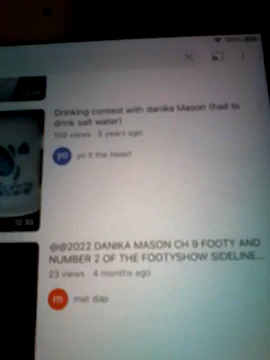 Drinking contest with danika Mason (had to
drink salt water)
159 views · 5 years ago
yo
yo it the beast
12:33
@@2022 DANIKA MASON CH 9 FOOTY AND
NUMBER 2 OF THE FOOTYSHOW SIDELINE...
23 views · 4 months ago
m
mat dap